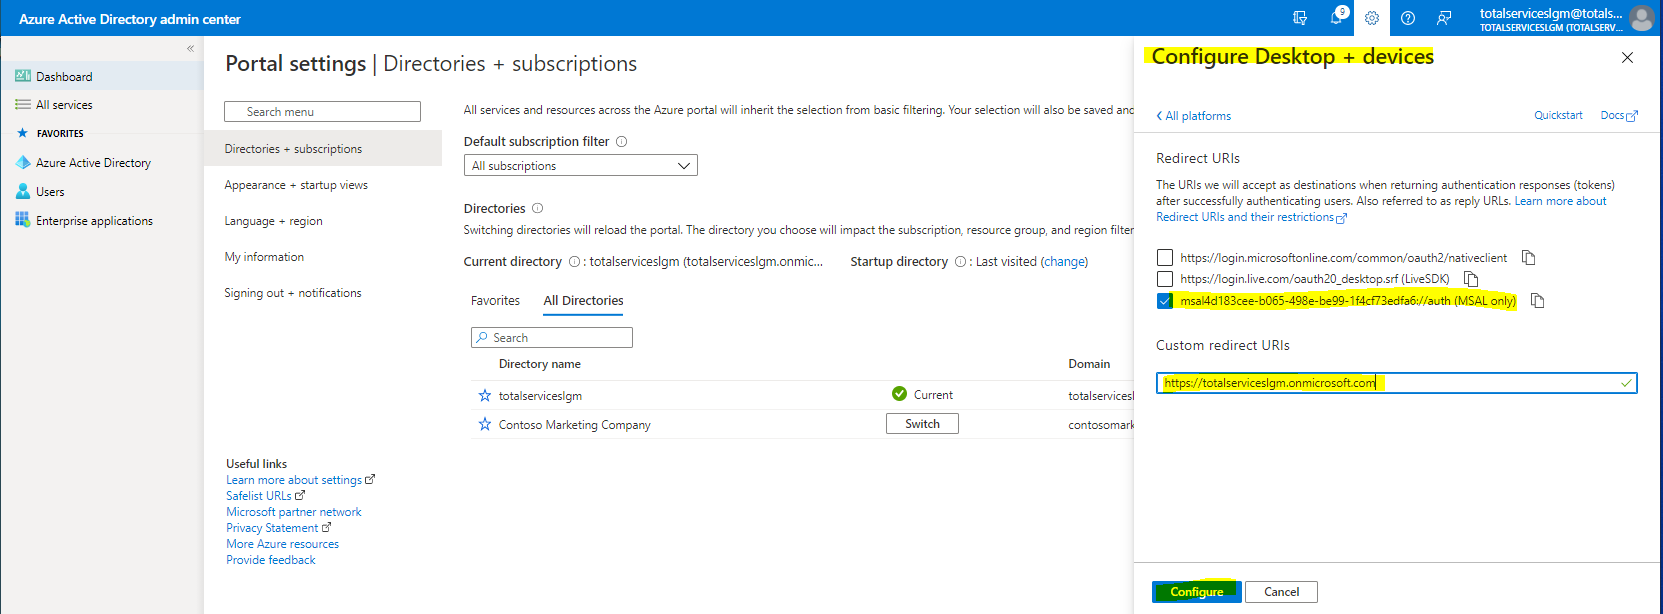 Azure Active Directory admin center
9
totalserviceslgm@totals...
TOTALSERVICESLGM (TOTALSERV...
«
Dashboard
All services
FAVORITES
Azure Active Directory
Users
Enterprise applications
Portal settings | Directories + subscriptions
Search menu
Directories + subscriptions
Appearance + startup views
Language + region
My information
Signing out + notifications
Useful links
Learn more about settings
Safelist URLs
Microsoft partner network
Privacy Statement
More Azure resources
Provide feedback
All services and resources across the Azure portal will inherit the selection from basic filtering. Your selection will also be saved and
Default subscription filter
All subscriptions
Directories
Switching directories will reload the portal. The directory you choose will impact the subscription, resource group, and region filter
Current directory : totalserviceslgm (totalserviceslgm.onmic... Startup directory : Last visited (change)
Favorites All Directories
Search
Directory name Domain
totalserviceslgm Current totalservicesl
Contoso Marketing Company Switch contosomark
Configure Desktop + devices
All platforms Quickstart Docs
Redirect URIs
The URIs we will accept as destinations when returning authentication responses (tokens)
after successfully authenticating users. Also referred to as reply URLs. Learn more about
Redirect URIs and their restrictions
https://login.microsoftonline.com/common/oauth2/nativeclient
https://login.live.com/oauth20_desktop.srf (LiveSDK)
msal4d183cee-b065-498e-be99-1f4cf73edfa6://auth (MSAL only)
Custom redirect URIs
https://totalserviceslgm.onmicrosoft.com
Configure Cancel